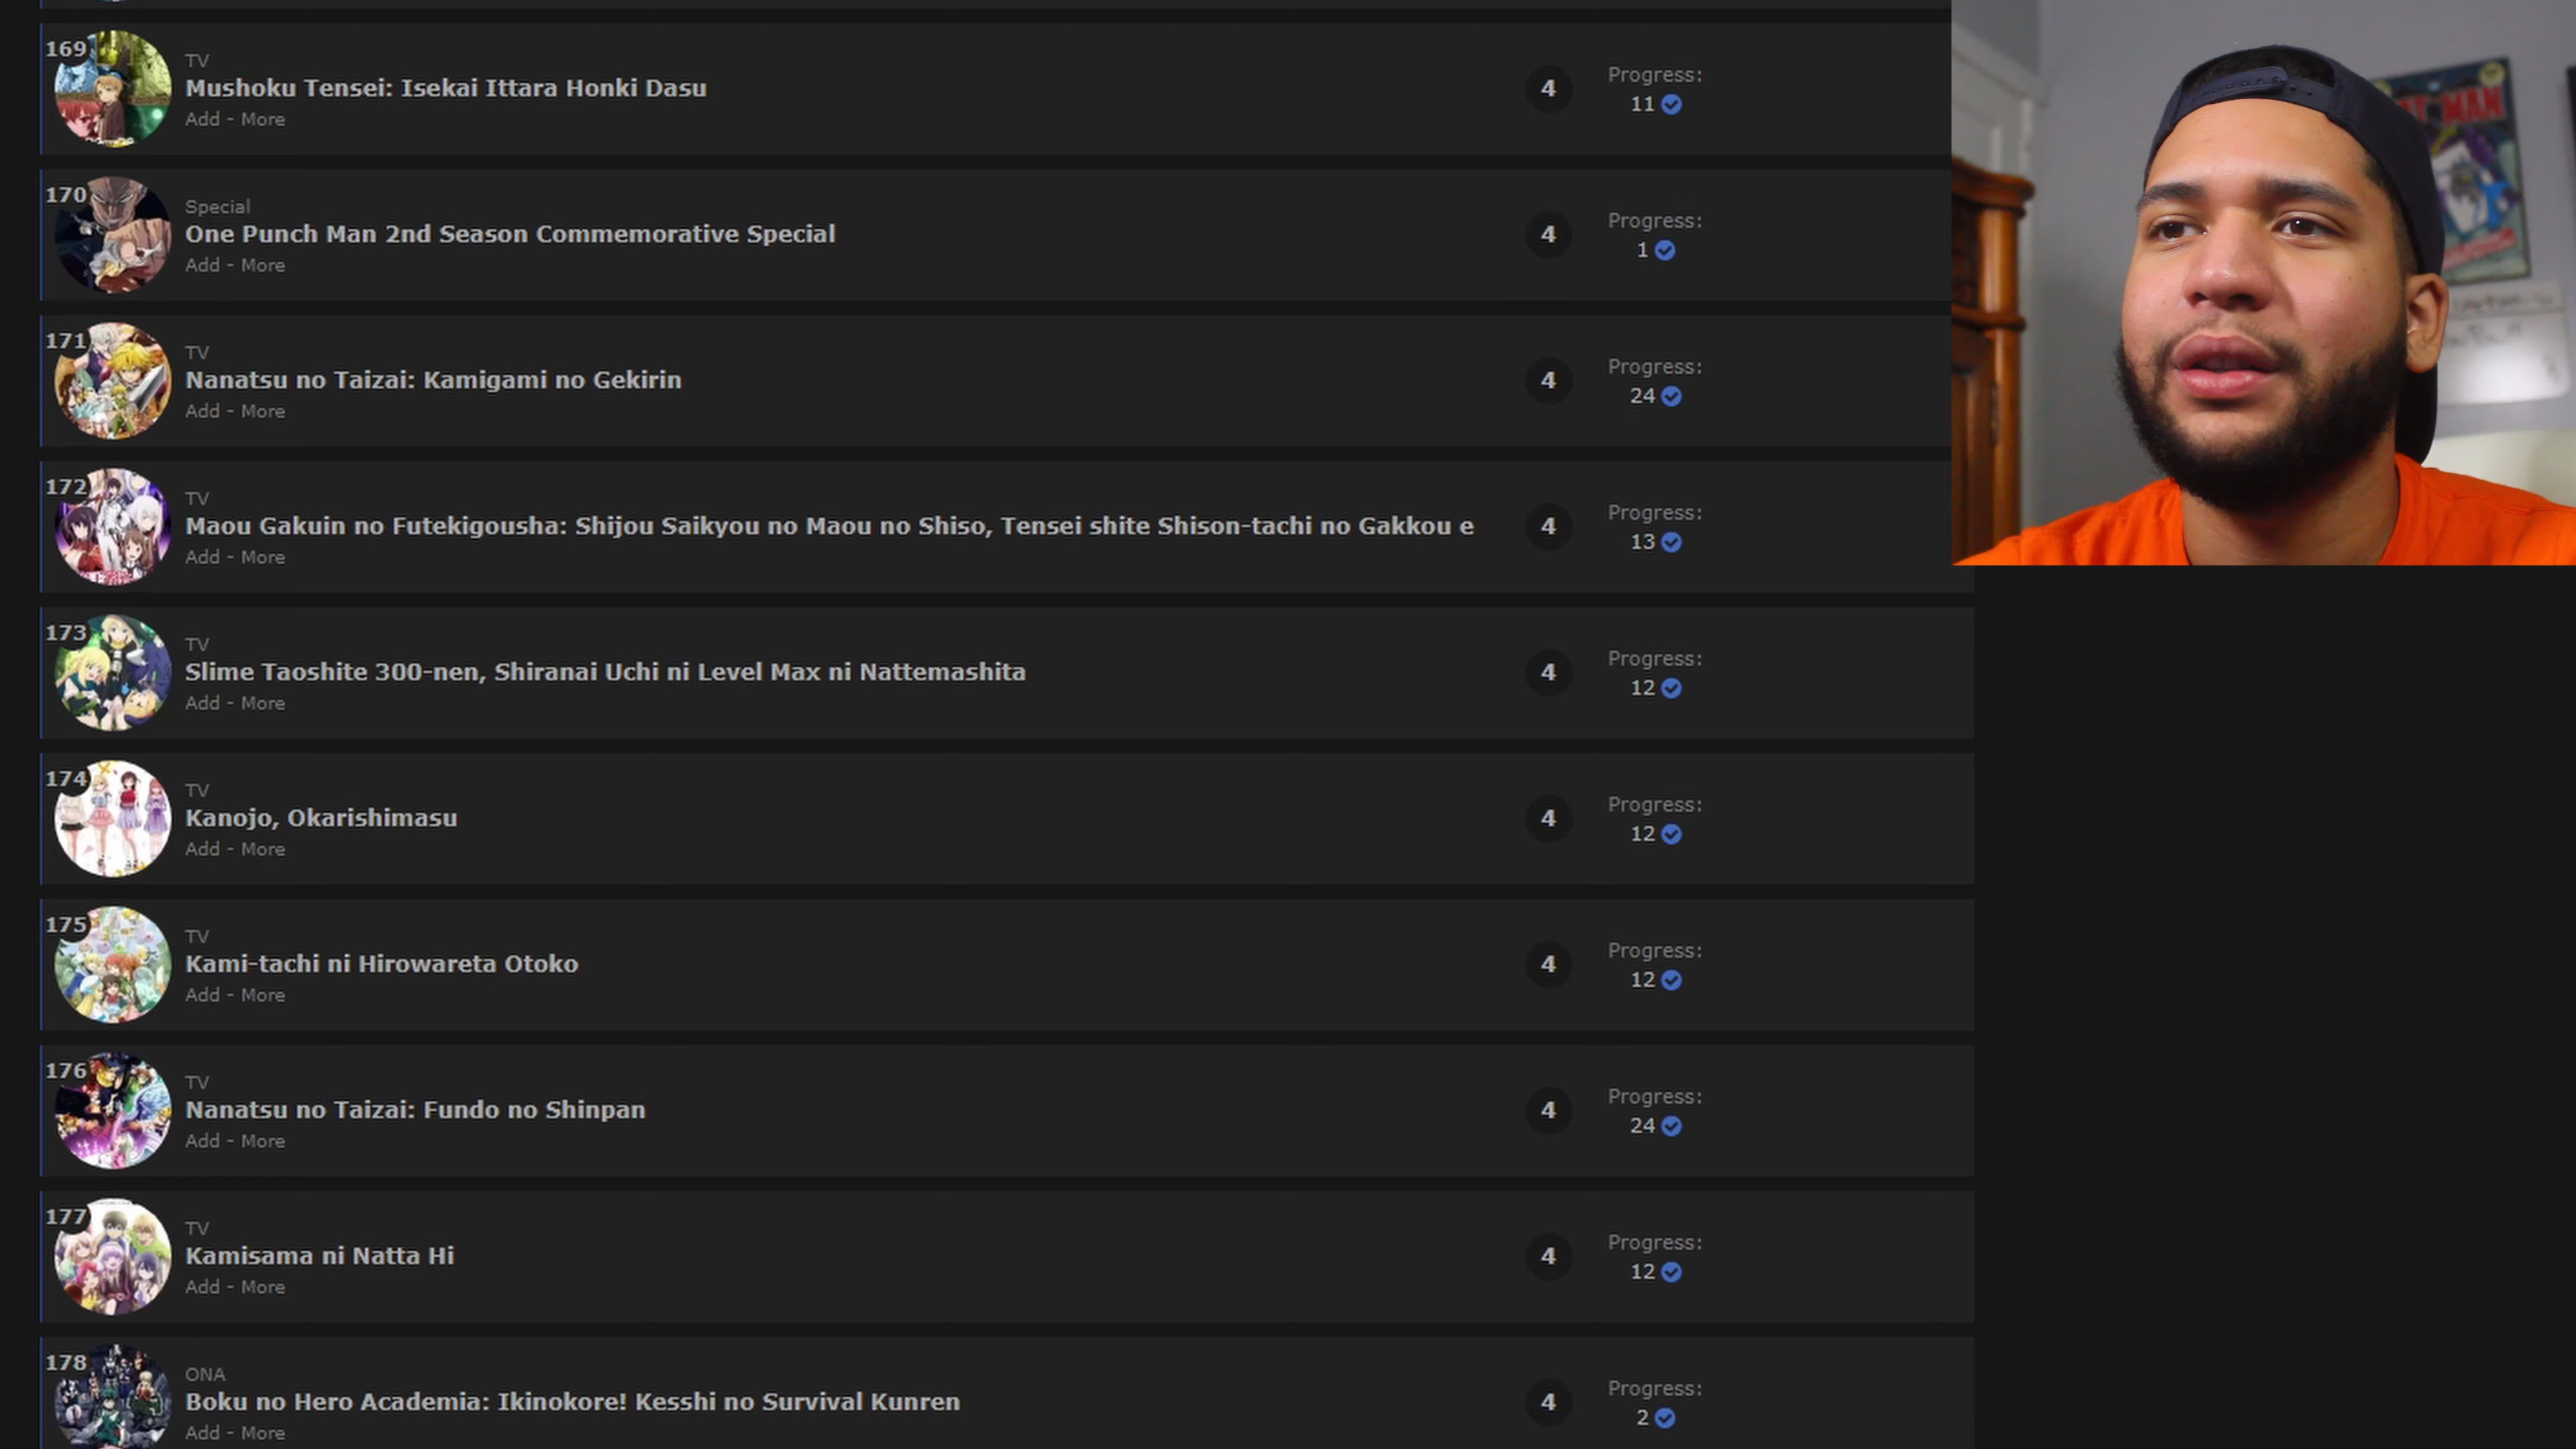 169
TV
Mushoku Tensei: Isekai Ittara Honki Dasu
Add - More
4
Progress:
11
170
Special
One Punch Man 2nd Season Commemorative Special
Add - More
4
Progress:
1
171
TV
Nanatsu no Taizai: Kamigami no Gekirin
Add - More
4
Progress:
24
172
TV
Maou Gakuin no Futekigousha: Shijou Saikyou no Maou no Shiso, Tensei shite Shison-tachi no Gakkou e
Add - More
4
Progress:
13
173
TV
Slime Taoshite 300-nen, Shiranai Uchi ni Level Max ni Nattemashita
Add - More
4
Progress:
12
174
TV
Kanojo, Okarishimasu
Add - More
4
Progress:
12
175
TV
Kami-tachi ni Hirowareta Otoko
Add - More
4
Progress:
12
176
TV
Nanatsu no Taizai: Fundo no Shinpan
Add - More
4
Progress:
24
177
TV
Kamisama ni Natta Hi
Add - More
4
Progress:
12
178
ONA
Boku no Hero Academia: Ikinokore! Kesshi no Survival Kunren
Add - More
4
Progress:
2